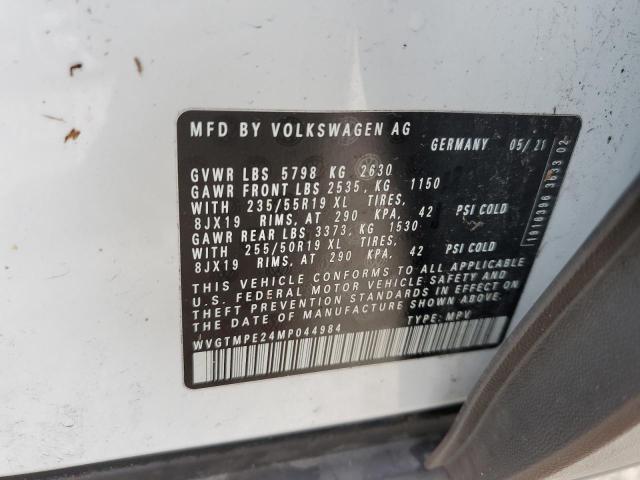 MFD BY VOLKSWAGEN AG
GERMANY 05/21
GVWR LBS 5798 KG 2630
GAWR FRONT LBS 2535, KG 1150
WITH 235/55R19 XL TIRES,
8JX19 RIMS, AT 290 KPA, 42 PSI COLD
GAWR REAR LBS 3373, KG 1530
WITH 255/50R19 XL TIRES,
8JX19 RIMS, AT 290 KPA, 42 PSI COLD
THIS VEHICLE CONFORMS TO ALL APPLICABLE
U.S. FEDERAL MOTOR VEHICLE SAFETY AND
THEFT PREVENTION STANDARDS IN EFFECT ON
THE DATE OF MANUFACTURE SHOWN ABOVE.
WVGTMPE24MP044984 TYPE: MPV